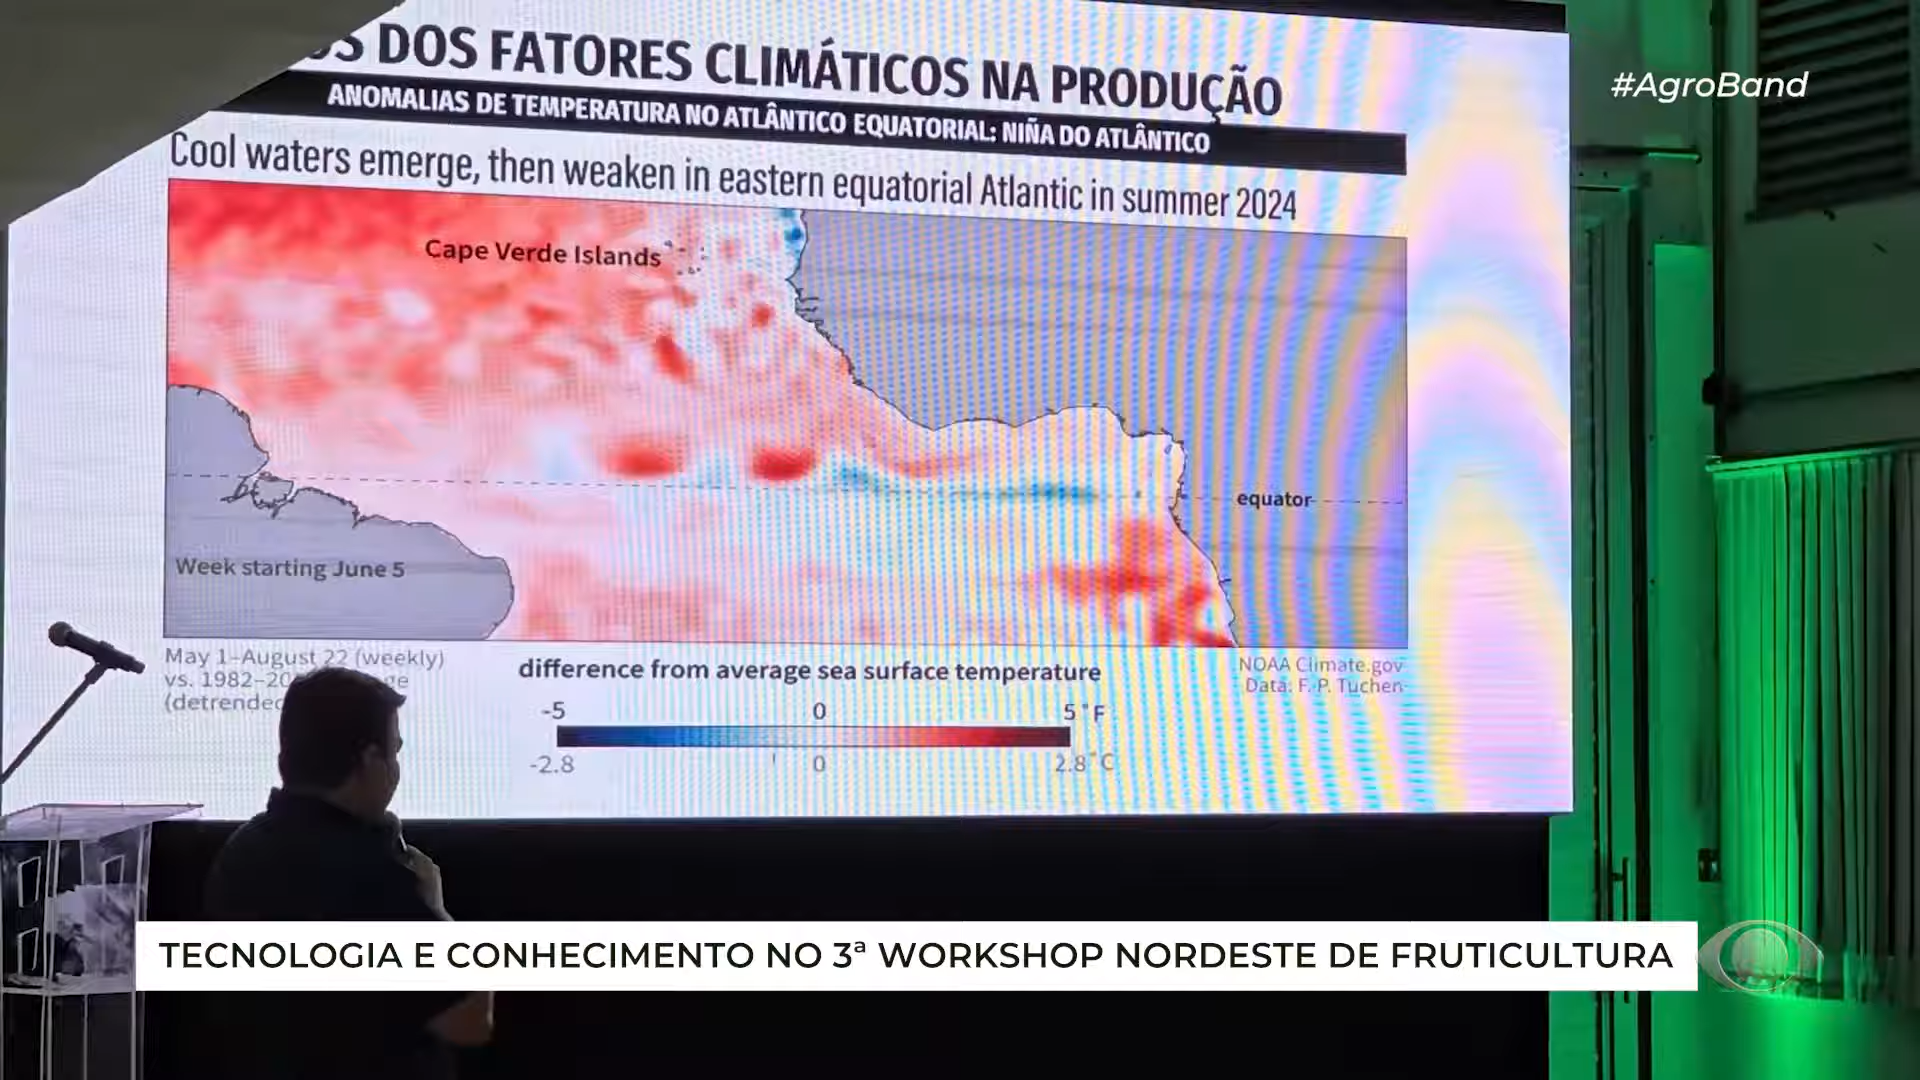 DOS FATORES CLIMÁTICOS NA PRODUÇÃO
#AgroBand
ANOMALIAS DE TEMPERATURA NO ATLÂNTICO EQUATORIAL: NIÑA DO ATLÂNTICO
Cool waters emerge, then weaken in eastern equatorial Atlantic in summer 2024
Cape Verde Islands
equator
Week starting June 5
May 1–August 22 (weekly)
vs. 1982–
(detrended
difference from average sea surface temperature
NOAA Climate.gov
Data: F. P. Tuchen
-5 0 5 °F
-2.8 0 2.8 °C
TECNOLOGIA E CONHECIMENTO NO 3ª WORKSHOP NORDESTE DE FRUTICULTURA